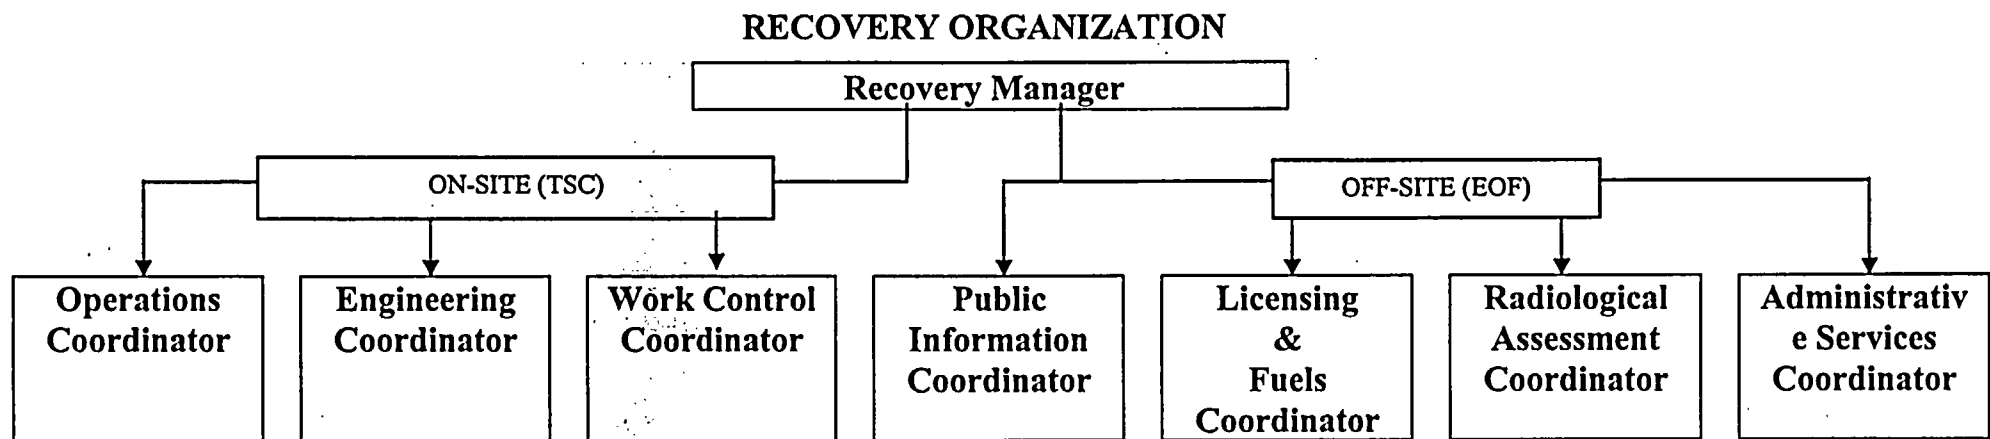 RECOVERY ORGANIZATION
Recovery Manager
ON-SITE (TSC)
OFF-SITE (EOF)
Operations
Coordinator
Engineering
Coordinator
Work Control
Coordinator
Public
Information
Coordinator
Licensing
&
Fuels
Coordinator
Radiological
Assessment
Coordinator
Administrativ
e Services
Coordinator